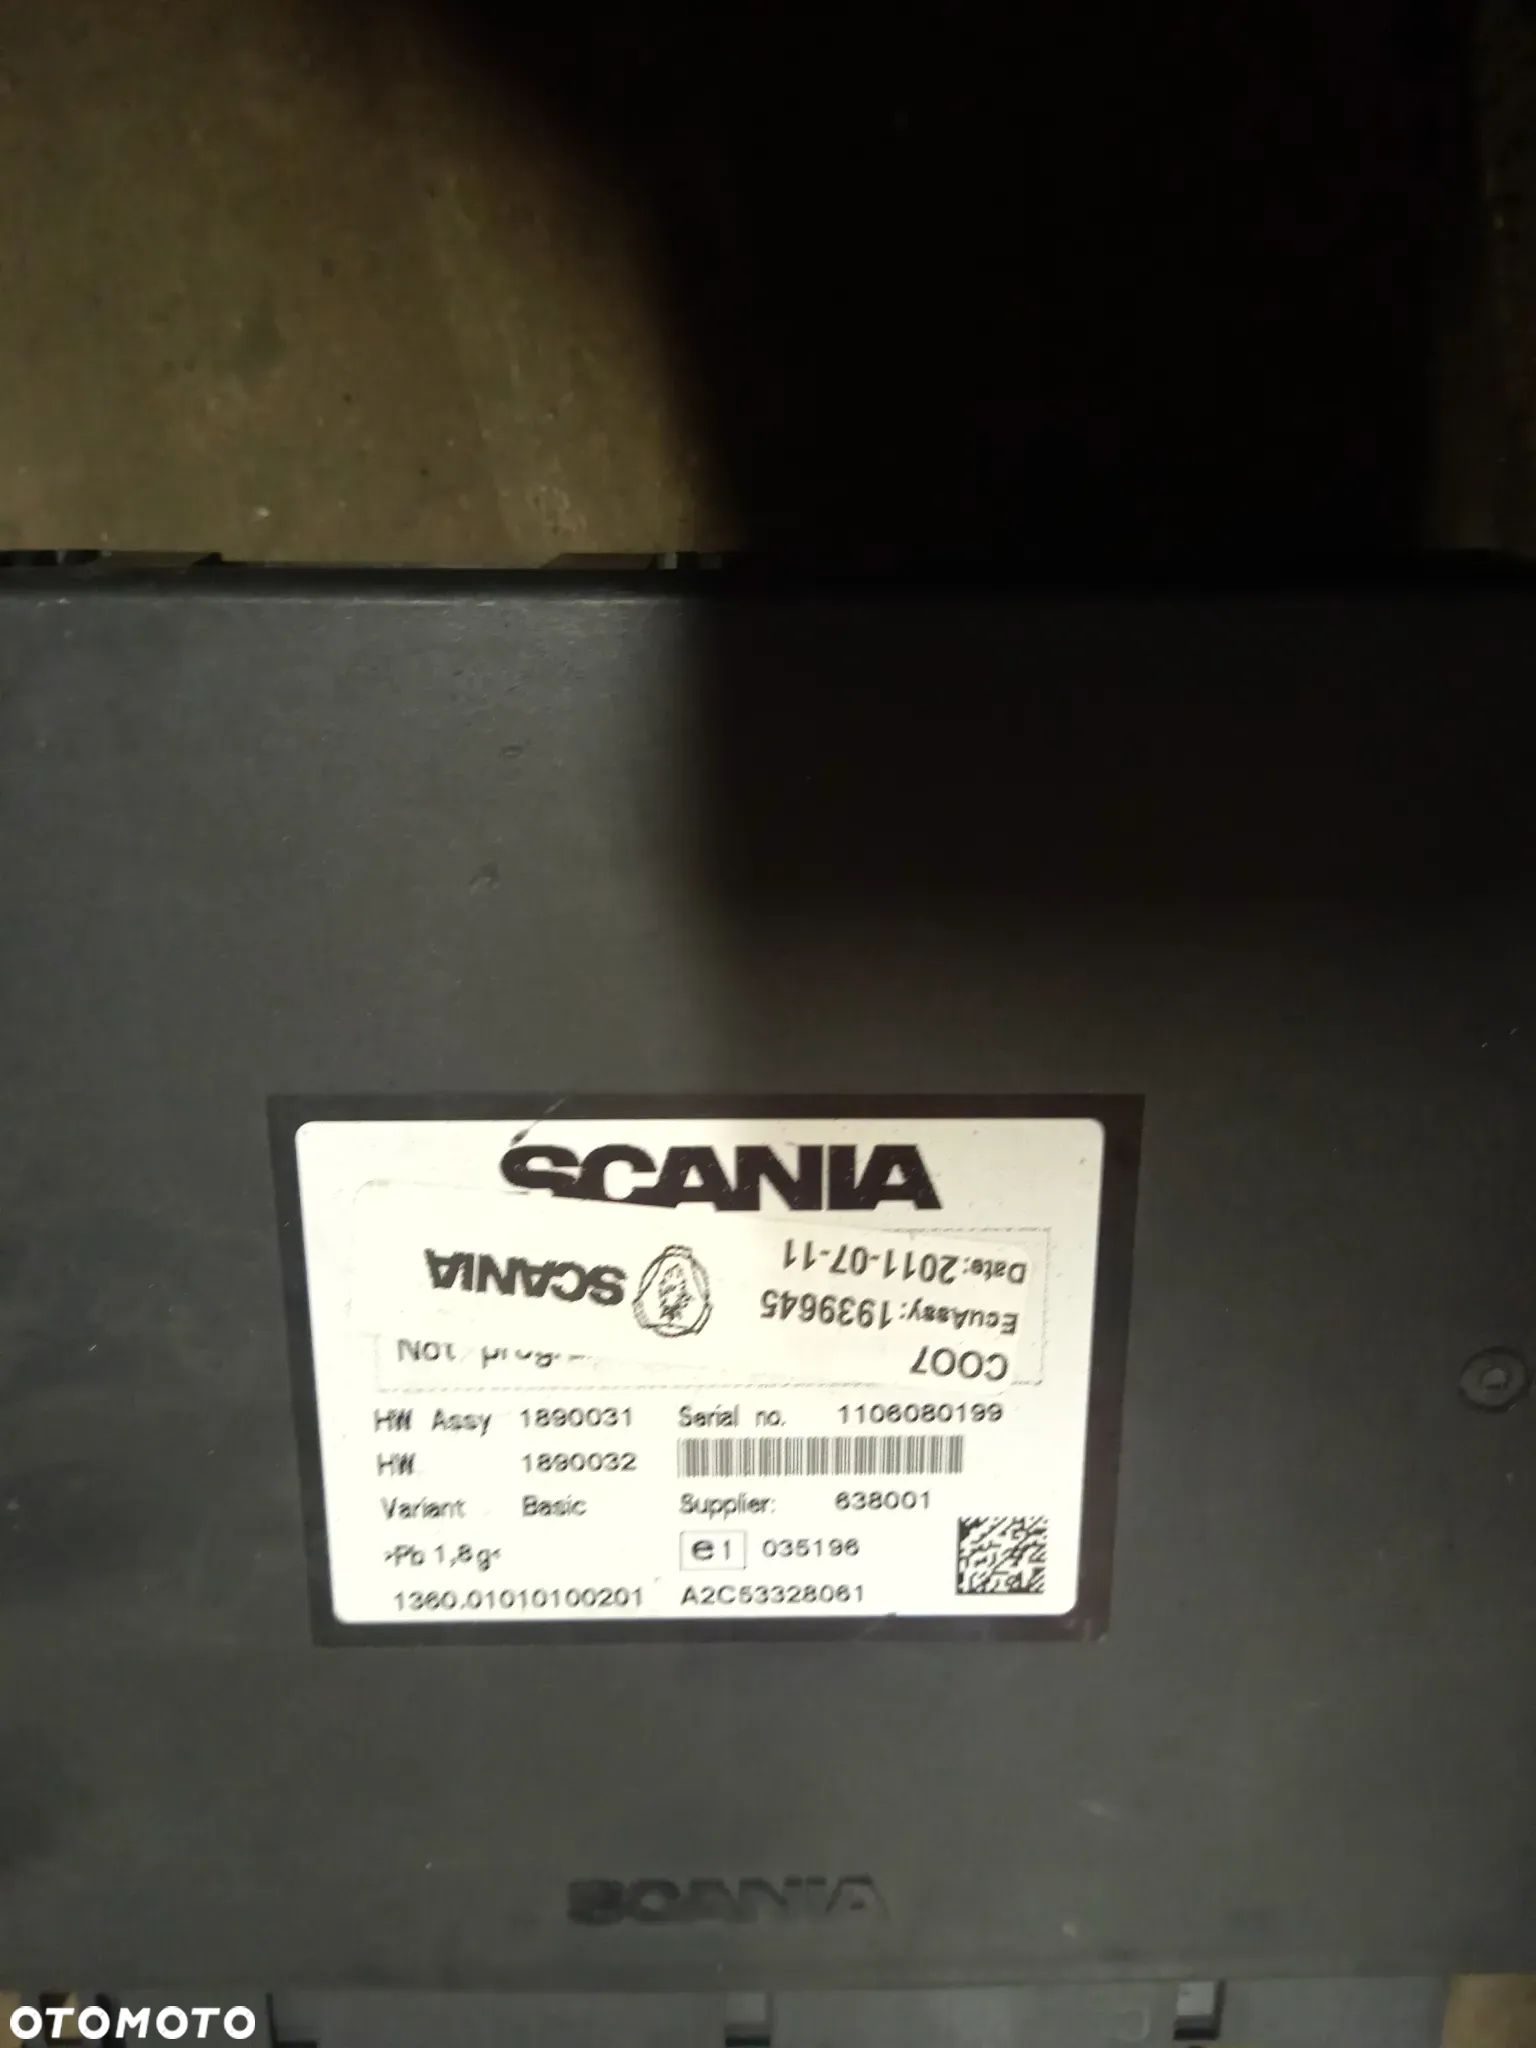 SCANIA
Date:2011-07-11
SCANIA
EcuAssy:1939645
COO7
HW Assy 1890031 Serial no. 1106080199
HW 1890032
Variant Basic Supplier: 638001
>Pb 1,8g< e1 035196
1360.01010100201 A2C53328061
SCANIA
OTOMOTO